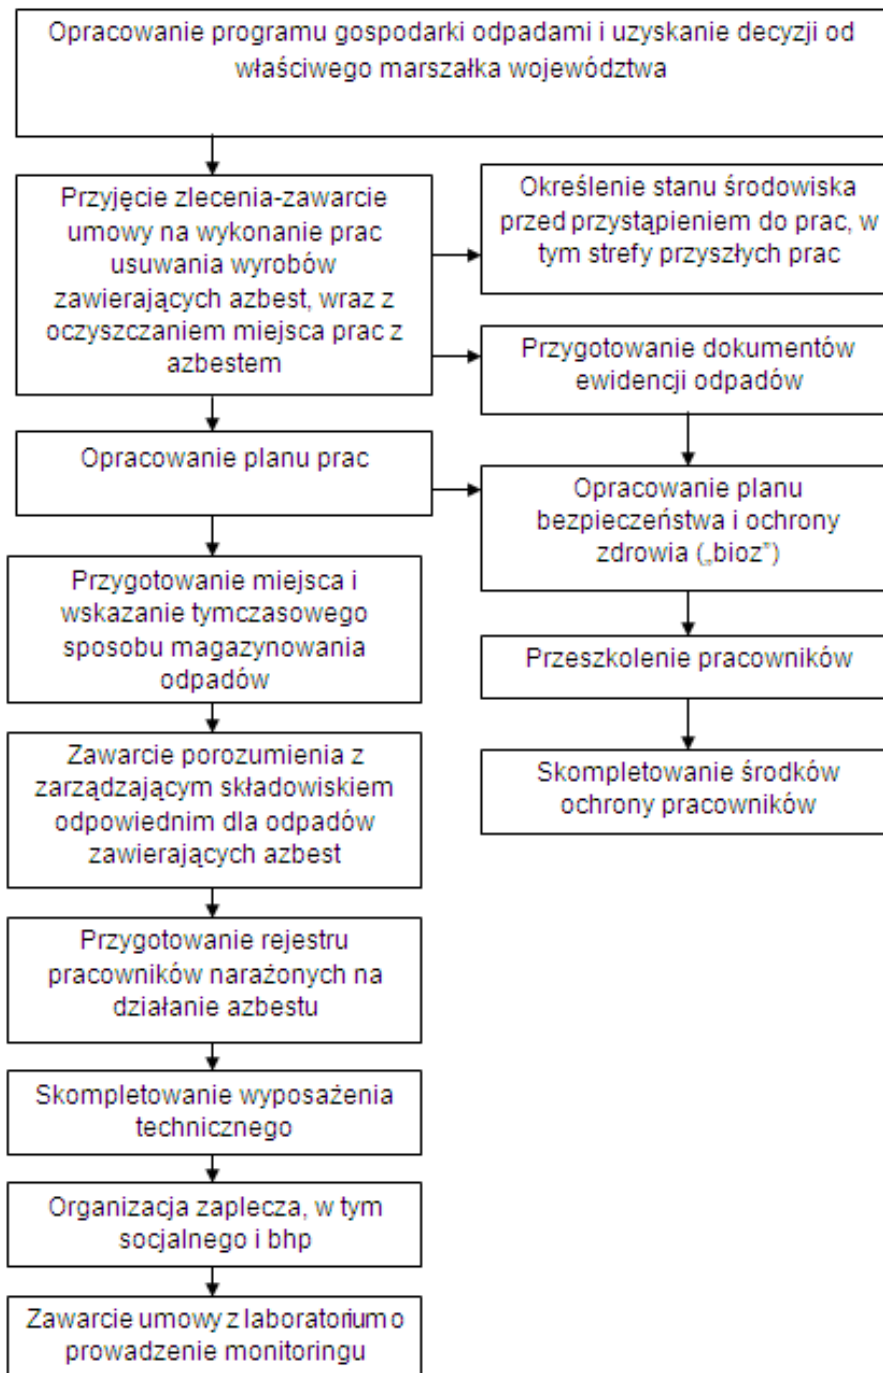 Opracowanie programu gospodarki odpadami i uzyskanie decyzji od
właściwego marszałka województwa
Przyjęcie zlecenia-zawarcie
umowy na wykonanie prac
usuwania wyrobów
zawierających azbest, wraz z
oczyszczaniem miejsca prac z
azbestem
Określenie stanu środowiska
przed przystąpieniem do prac, w
tym strefy przyszłych prac
Przygotowanie dokumentów
ewidencji odpadów
Opracowanie planu prac
Opracowanie planu
bezpieczeństwa i ochrony
zdrowia („bioz”)
Przygotowanie miejsca i
wskazanie tymczasowego
sposobu magazynowania
odpadów
Przeszkolenie pracowników
Zawarcie porozumienia z
zarządzającym składowiskiem
odpowiednim dla odpadów
zawierających azbest
Skompletowanie środków
ochrony pracowników
Przygotowanie rejestru
pracowników narażonych na
działanie azbestu
Skompletowanie wyposażenia
technicznego
Organizacja zaplecza, w tym
socjalnego i bhp
Zawarcie umowy z laboratorium o
prowadzenie monitoringu